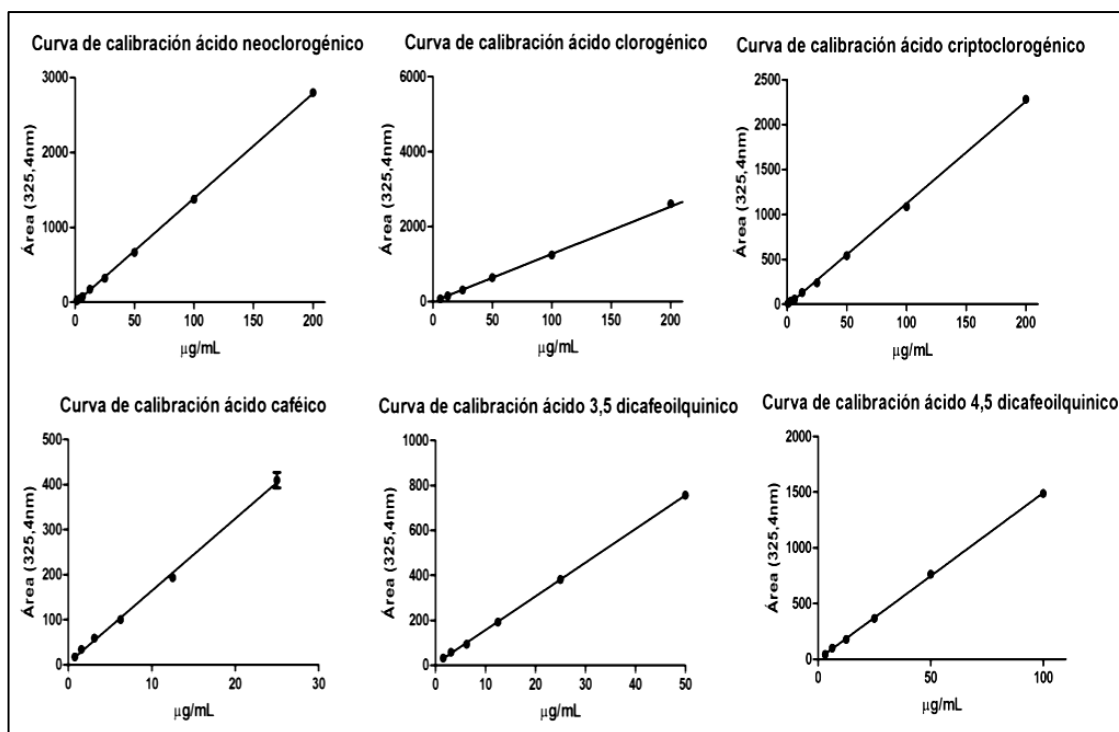 Curva de calibración ácido neoclorogénico
Área (325,4nm)
3000
2000
1000
0
0 50 100 150 200
µg/mL
Curva de calibración ácido clorogénico
Área (325,4nm)
6000
4000
2000
0
0 50 100 150 200
µg/mL
Curva de calibración ácido criptoclorogénico
Área (325,4nm)
2500
2000
1500
1000
500
0
0 50 100 150 200
µg/mL
Curva de calibración ácido caféico
Área (325,4nm)
500
400
300
200
100
0
0 10 20 30
µg/mL
Curva de calibración ácido 3,5 dicafeoilquinico
Área (325,4nm)
1000
800
600
400
200
0
0 10 20 30 40 50
µg/mL
Curva de calibración ácido 4,5 dicafeoilquinico
Área (325,4nm)
2000
1500
1000
500
0
0 50 100
µg/mL